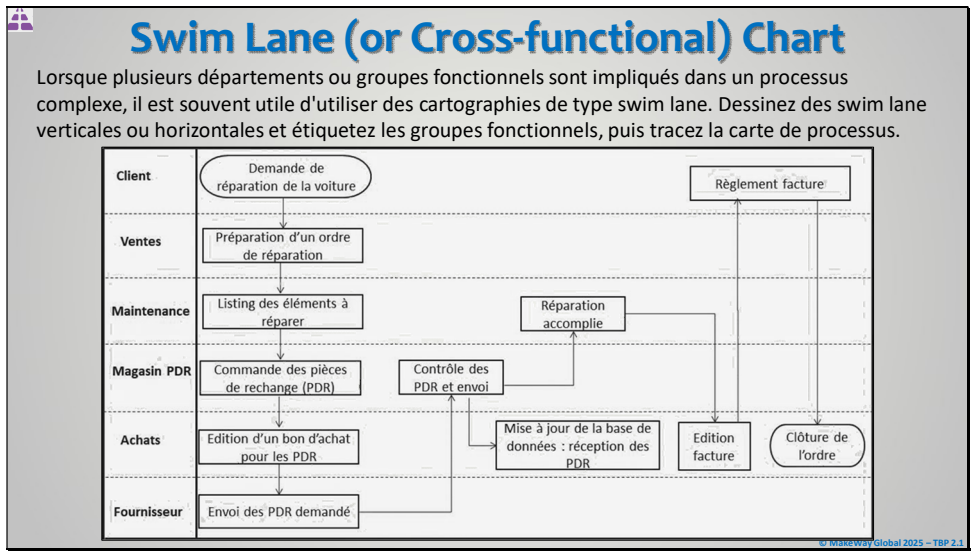 Swim Lane (or Cross-functional) Chart
Lorsque plusieurs départements ou groupes fonctionnels sont impliqués dans un processus
complexe, il est souvent utile d'utiliser des cartographies de type swim lane. Dessinez des swim lane
verticales ou horizontales et étiquetez les groupes fonctionnels, puis tracez la carte de processus.
Client
Demande de
réparation de la voiture
Règlement facture
Ventes
Préparation d'un ordre
de réparation
Maintenance
Listing des éléments à
réparer
Réparation
accomplie
Magasin PDR
Commande des pièces
de rechange (PDR)
Contrôle des
PDR et envoi
Achats
Edition d'un bon d'achat
pour les PDR
Mise à jour de la base de
données : réception des
PDR
Edition
facture
Clôture de
l'ordre
Fournisseur
Envoi des PDR demandé
© MakeWay Global 2025 – TBP 2.1